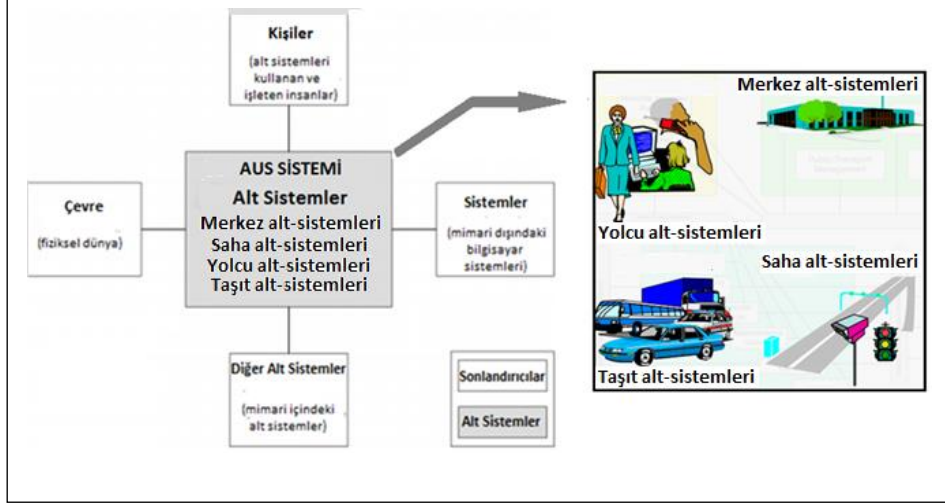 Kişiler
(alt sistemleri
kullanan ve
işleten insanlar)
AUS SİSTEMİ
Alt Sistemler
Merkez alt-sistemleri
Saha alt-sistemleri
Yolcu alt-sistemleri
Taşıt alt-sistemleri
Çevre
(fiziksel dünya)
Sistemler
(mimari dışındaki
bilgisayar
sistemleri)
Diğer Alt Sistemler
(mimari içindeki
alt sistemler)
Sonlandırıcılar
Alt Sistemler
Merkez alt-sistemleri
Yolcu alt-sistemleri
Saha alt-sistemleri
Taşıt alt-sistemleri